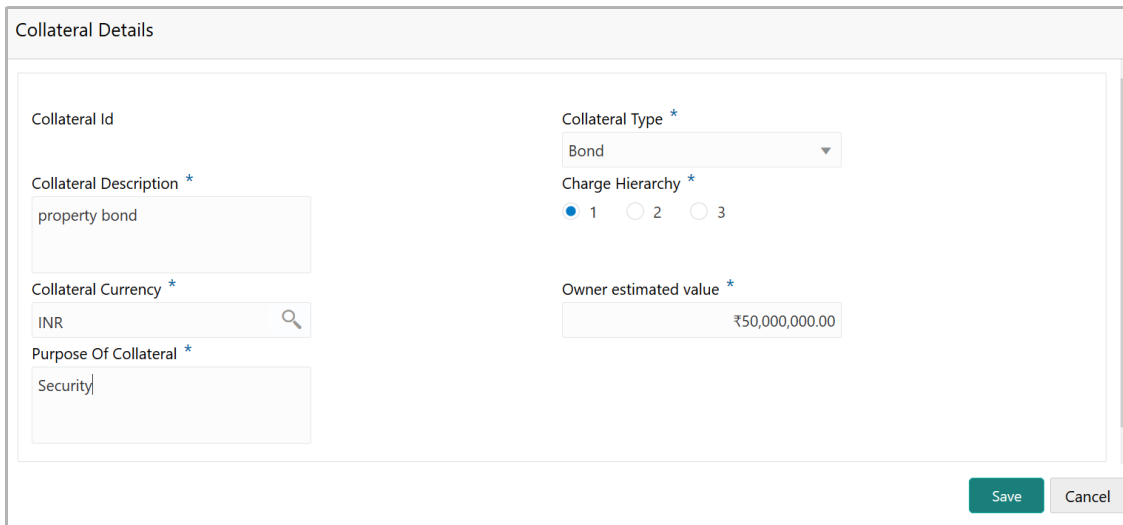 Collateral Details
Collateral Id
Collateral Type *
Bond
Collateral Description *
property bond
Charge Hierarchy *
1 2 3
Collateral Currency *
INR
Owner estimated value *
₹50,000,000.00
Purpose Of Collateral *
Security
Save Cancel